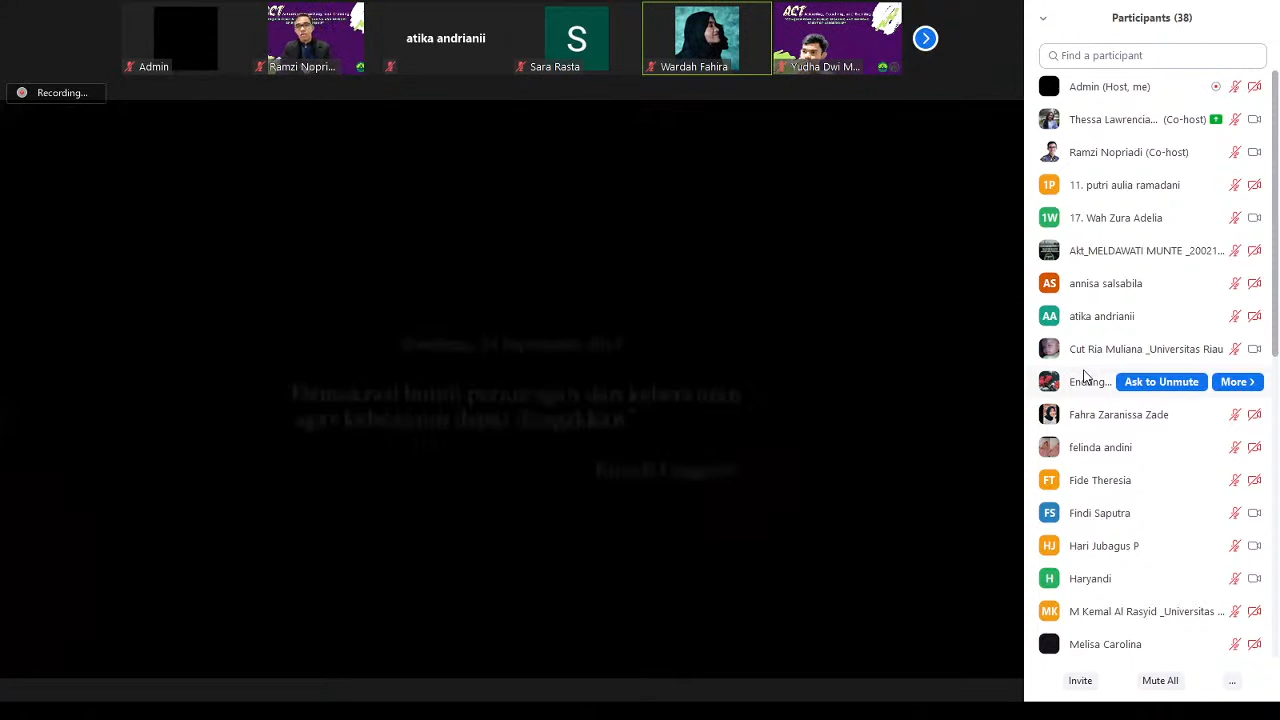 Participants (38)
Find a participant
atika andrianii
S
Admin
Ramzi Nopri...
Sara Rasta
Wardah Fahira
Yudha Dwi M...
ACT
ACT
Recording...
Admin (Host, me)
Thessa Lawrencia... (Co-host)
Ramzi Nopriadi (Co-host)
1P 11. putri aulia ramadani
1W 17. Wah Zura Adelia
Akt_MELDAWATI MUNTE _20021...
AS annisa salsabila
AA atika andrianii
Cut Ria Muliana _Universitas Riau
Ask to Unmute More
Fahra Zaranissa Zade
felinda andini
FT Fide Theresia
FS Findi Saputra
HJ Hari Jubagus P
H Haryandi
MK M Kemal Al Rasyid _Universitas ...
Melisa Carolina
Invite Mute All ...